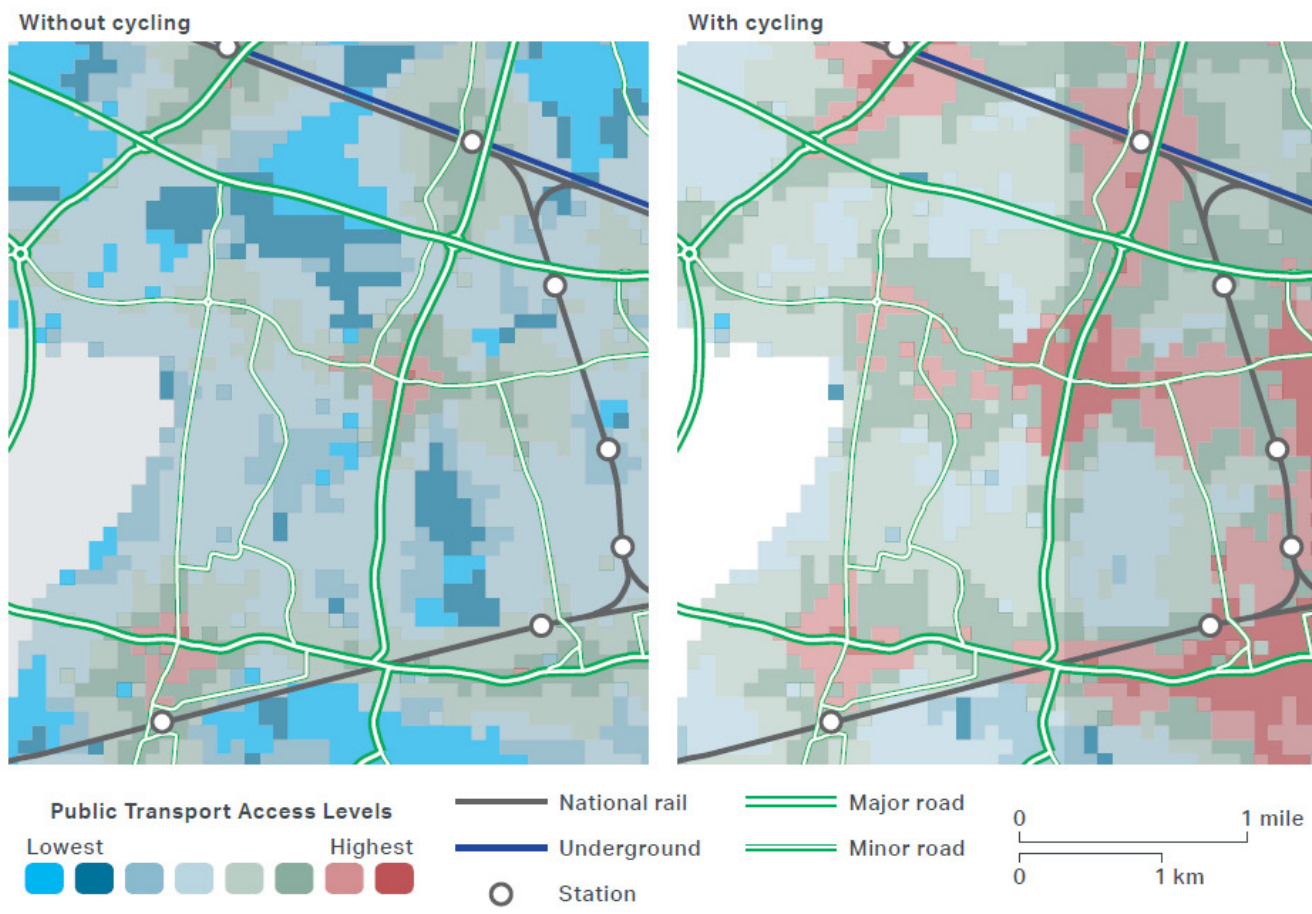 Without cycling
With cycling
Public Transport Access Levels
Lowest
Highest
National rail
Underground
Station
Major road
Minor road
0
1 mile
0
1 km